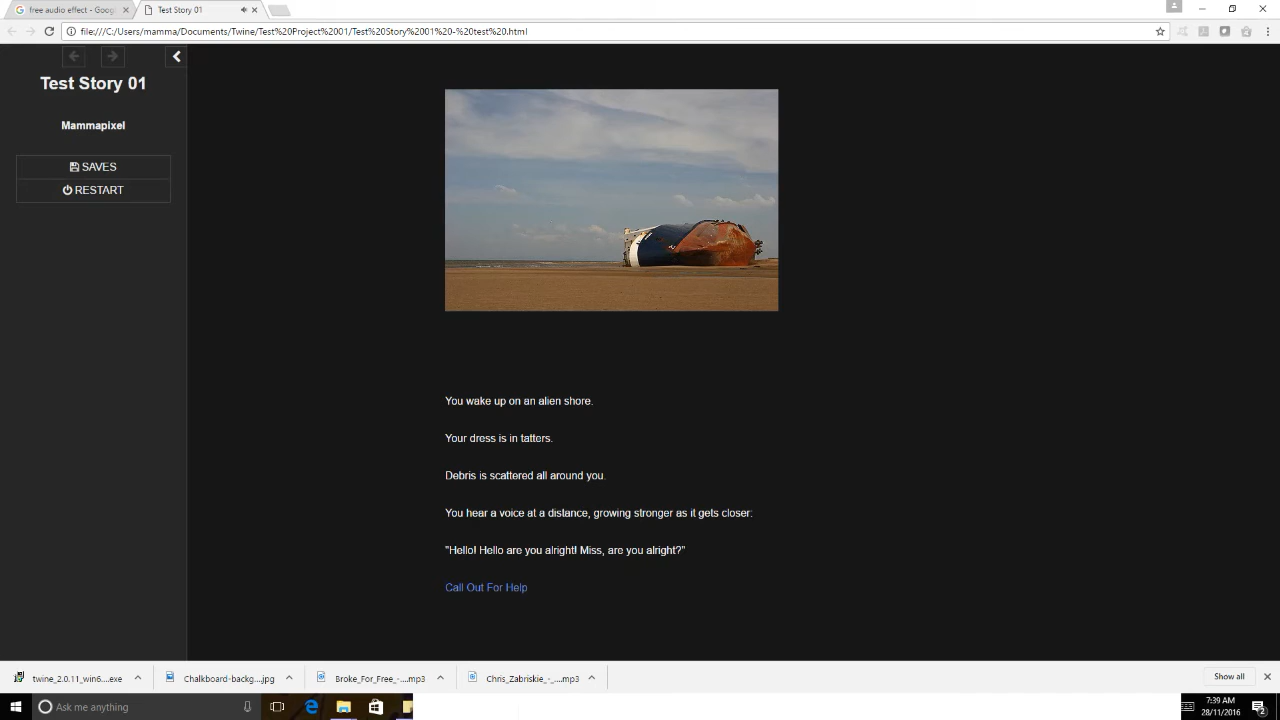 free audio effect - Goog
Test Story 01
file:///C:/Users/mamma/Documents/Twine/Test%20Project%2001/Test%20Story%2001%20-%20test%20.html
Test Story 01
Mammapixel
SAVES
RESTART
You wake up on an alien shore.
Your dress is in tatters.
Debris is scattered all around you.
You hear a voice at a distance, growing stronger as it gets closer:
"Hello! Hello are you alright! Miss, are you alright?"
Call Out For Help
twine_2.0.11_win6....exe
Chalkboard-backg....jpg
Broke_For_Free_-....mp3
Chris_Zabriskie_-_....mp3
Show all
Ask me anything
7:39 AM
28/11/2016
2